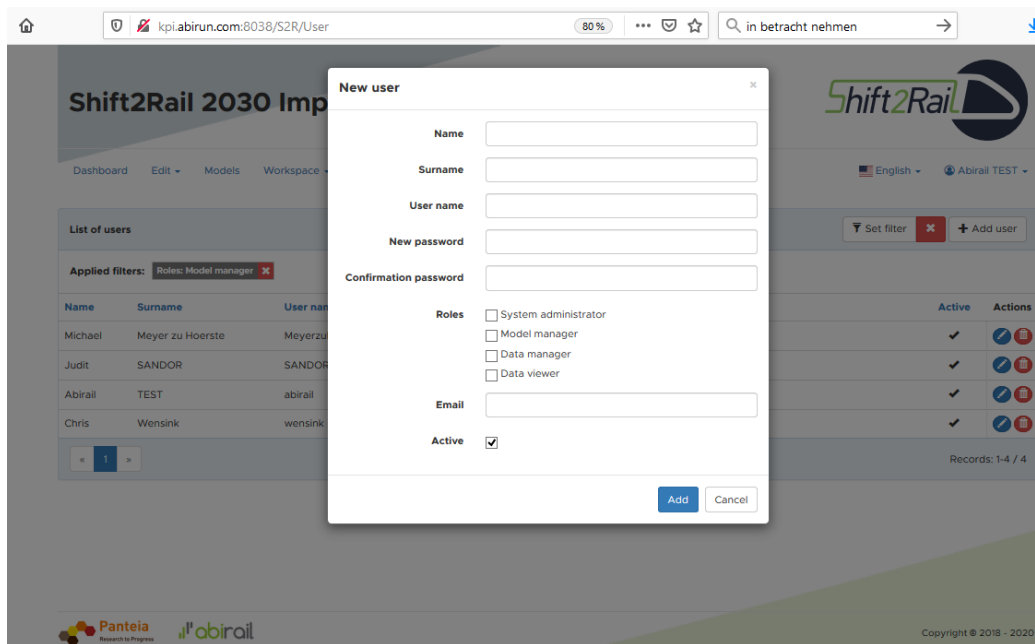 kpi.abirun.com:8038/S2R/User
80%
in betracht nehmen
Shift2Rail 2030 Imp
Shift2Rail
New user
×
Name
Surname
User name
New password
Confirmation password
Roles
System administrator
Model manager
Data manager
Data viewer
Email
Active
Add
Cancel
Dashboard Edit Models Workspace English Abirail TEST
List of users Set filter Add user
Applied filters: Roles: Model manager
Name Surname User nam Active Actions
Michael Meyer zu Hoerste Meyerzu
Judit SANDOR SANDOR
Abirail TEST abirail
Chris Wensink wensink
« 1 » Records: 1-4 / 4
Panteia
Research to Progress
abirail
Copyright © 2018 - 2020